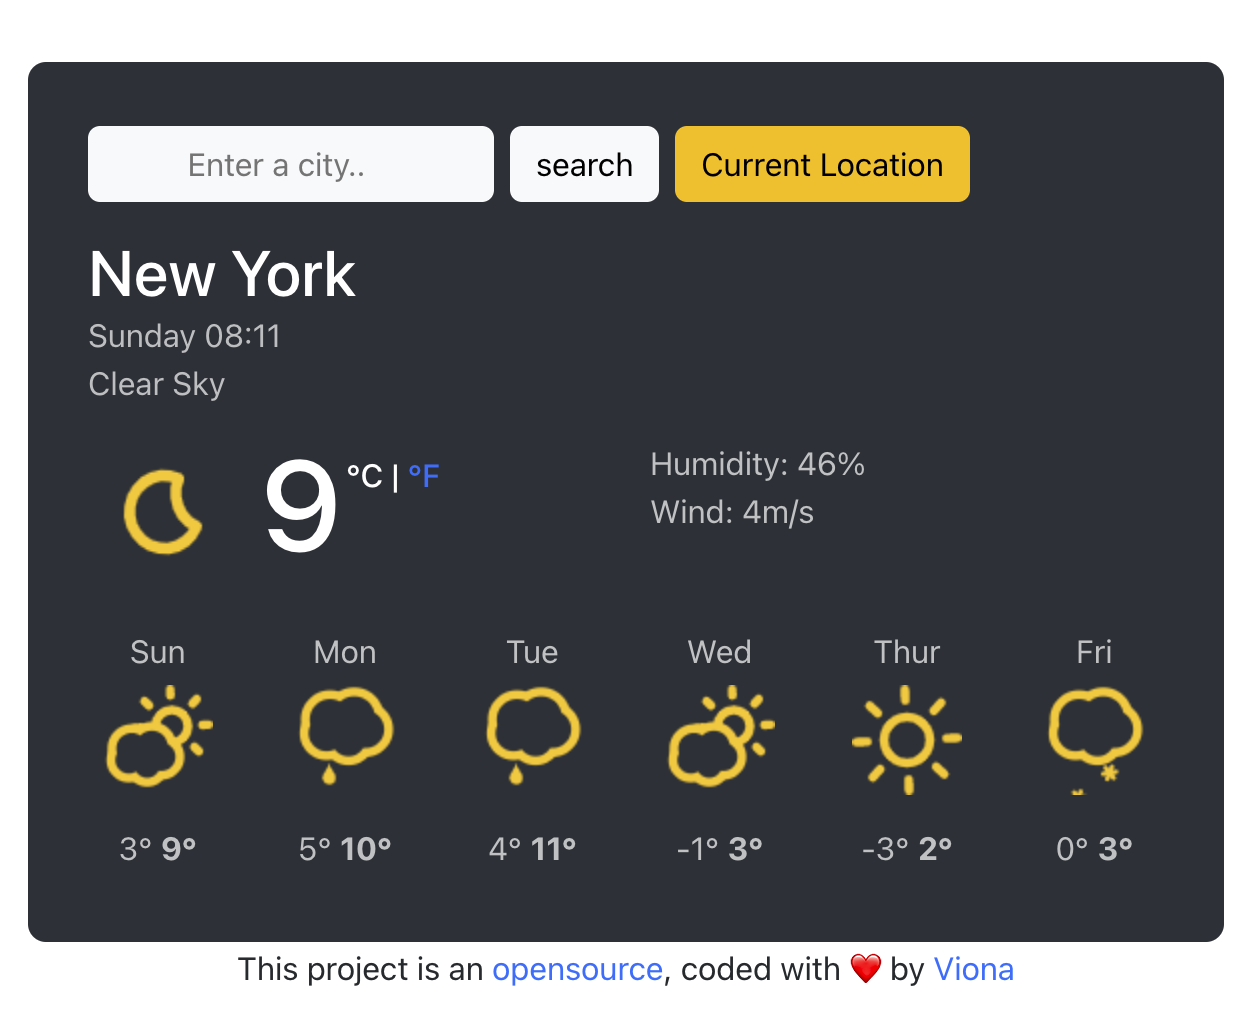 Enter a city..
search
Current Location
New York
Sunday 08:11
Clear Sky
9 °C | °F
Humidity: 46%
Wind: 4m/s
Sun Mon Tue Wed Thur Fri
3° 9° 5° 10° 4° 11° -1° 3° -3° 2° 0° 3°
This project is an opensource, coded with ❤️ by Viona